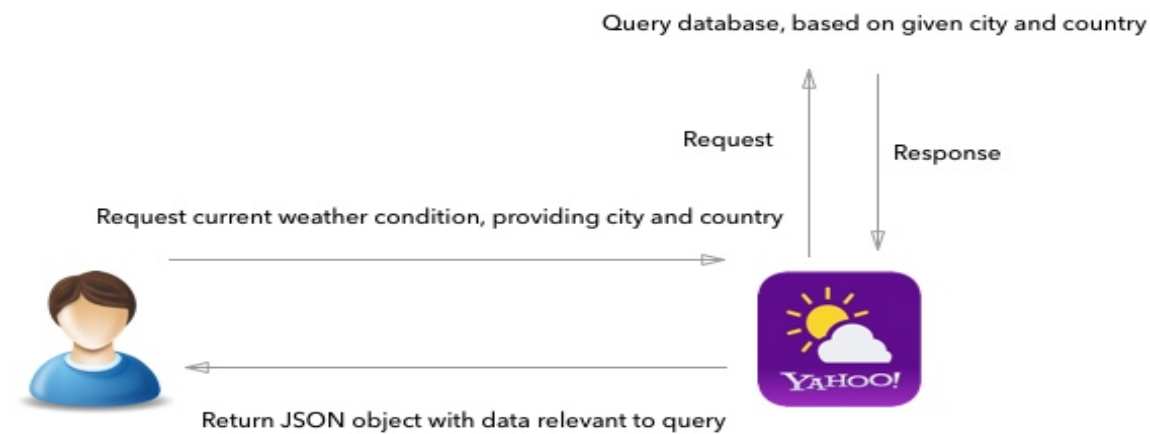 Query database, based on given city and country
Request
Response
Request current weather condition, providing city and country
YAHOO!
Return JSON object with data relevant to query